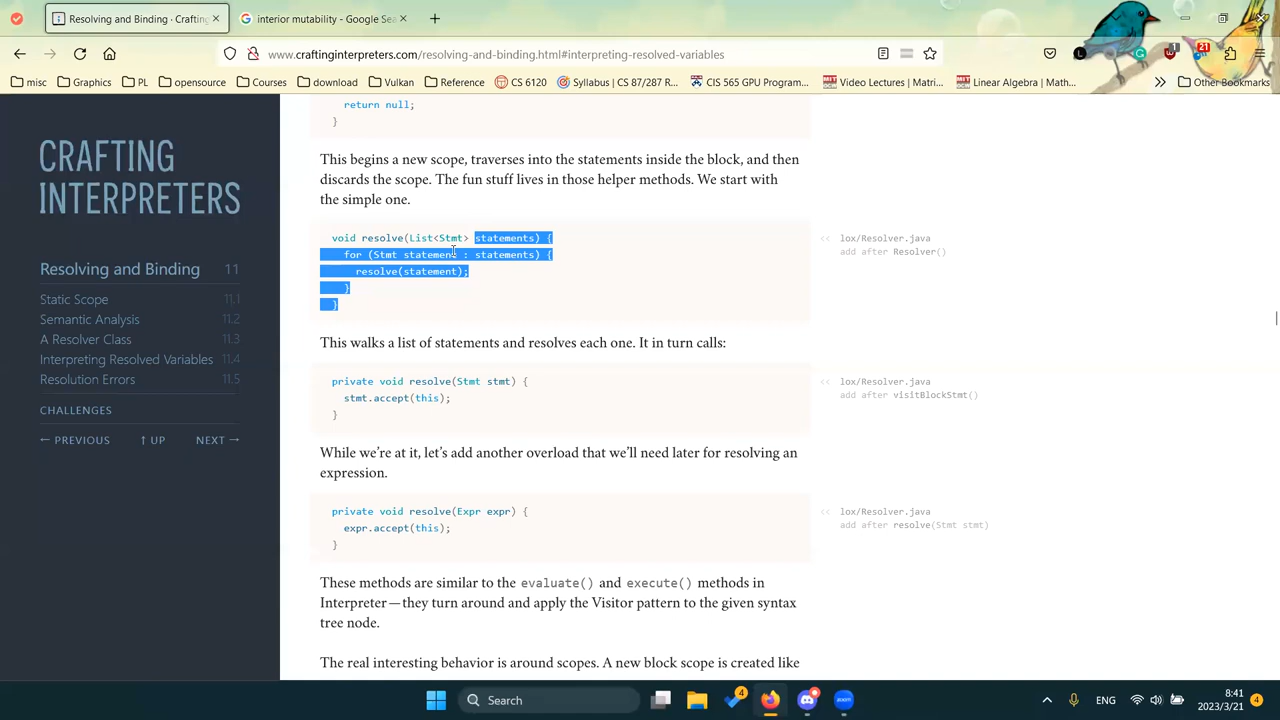 Resolving and Binding · Crafting
interior mutability - Google Sea
www.craftinginterpreters.com/resolving-and-binding.html#interpreting-resolved-variables
1
21
misc
Graphics
PL
opensource
Courses
download
Vulkan
Reference
CS 6120
Syllabus | CS 87/287 R...
CIS 565 GPU Program...
Video Lectures | Matri...
Linear Algebra | Math...
Other Bookmarks
CRAFTING
INTERPRETERS
Resolving and Binding 11
Static Scope 11.1
Semantic Analysis 11.2
A Resolver Class 11.3
Interpreting Resolved Variables 11.4
Resolution Errors 11.5
CHALLENGES
← PREVIOUS ↑ UP NEXT →
return null;
}
This begins a new scope, traverses into the statements inside the block, and then
discards the scope. The fun stuff lives in those helper methods. We start with
the simple one.
void resolve(List<Stmt> statements) {
for (Stmt statement : statements) {
resolve(statement);
}
}
<< lox/Resolver.java
add after Resolver()
This walks a list of statements and resolves each one. It in turn calls:
private void resolve(Stmt stmt) {
stmt.accept(this);
}
<< lox/Resolver.java
add after visitBlockStmt()
While we're at it, let's add another overload that we'll need later for resolving an
expression.
private void resolve(Expr expr) {
expr.accept(this);
}
<< lox/Resolver.java
add after resolve(Stmt stmt)
These methods are similar to the evaluate() and execute() methods in
Interpreter—they turn around and apply the Visitor pattern to the given syntax
tree node.
The real interesting behavior is around scopes. A new block scope is created like
Search
4
ENG
8:41
2023/3/21
4